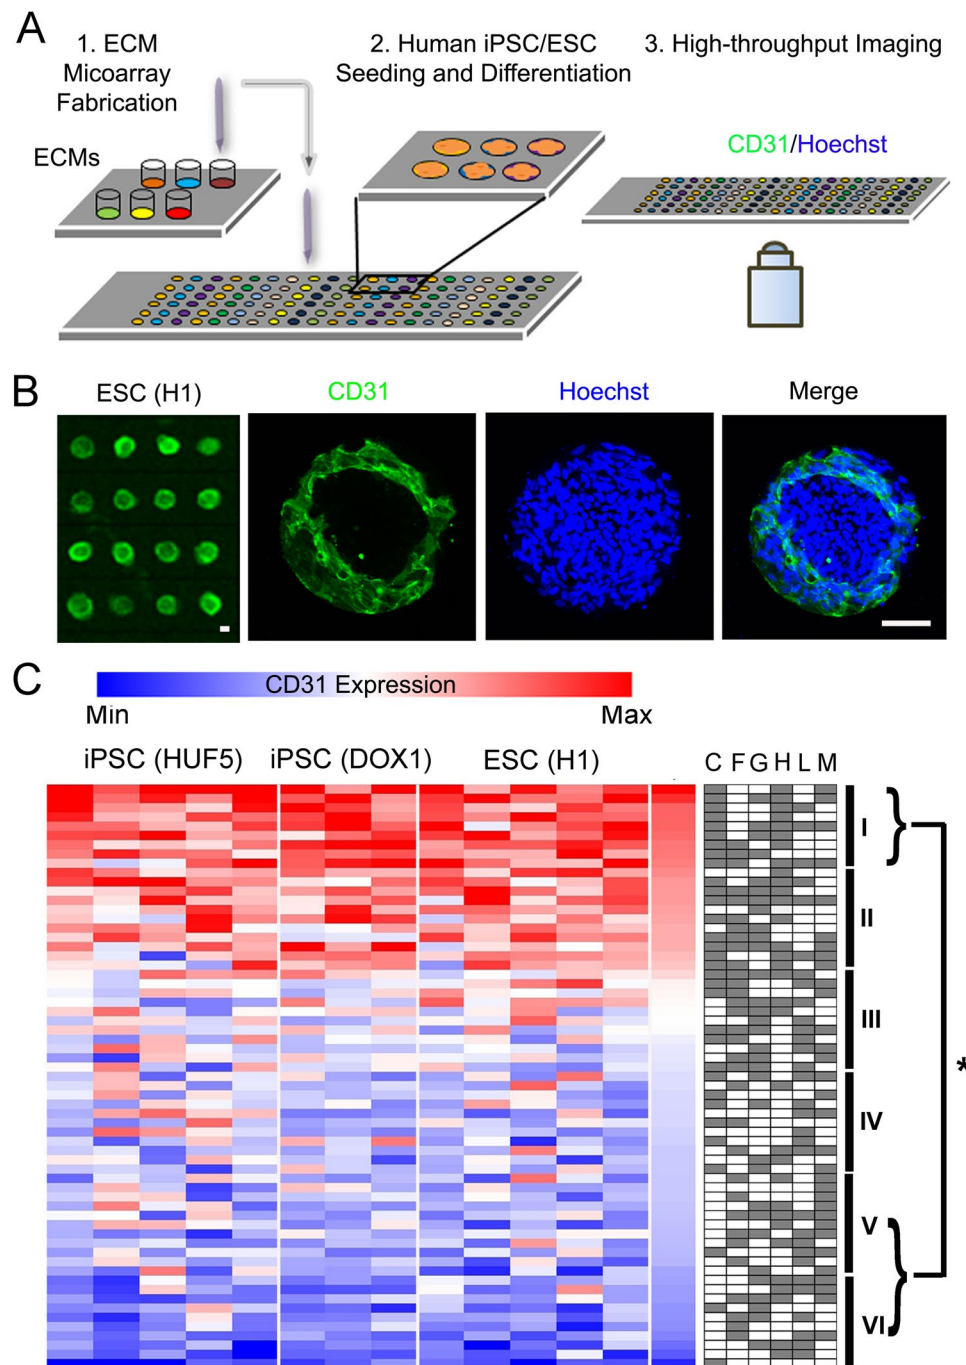 A
1. ECM
Micoarray
Fabrication
2. Human iPSC/ESC
Seeding and Differentiation
3. High-throughput Imaging
ECMs
CD31/Hoechst
B
ESC (H1)
CD31
Hoechst
Merge
C
CD31 Expression
Min
Max
iPSC (HUF5)
iPSC (DOX1)
ESC (H1)
C F G H L M
I
II
III
*
IV
V
VI